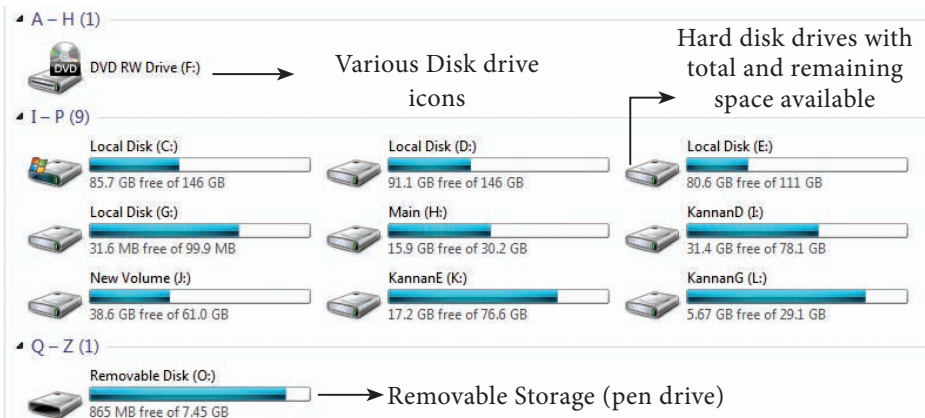 A – H (1)
DVD
DVD RW Drive (F:)
Various Disk drive
icons
Hard disk drives with
total and remaining
space available
I – P (9)
Local Disk (C:)
85.7 GB free of 146 GB
Local Disk (D:)
91.1 GB free of 146 GB
Local Disk (E:)
80.6 GB free of 111 GB
Local Disk (G:)
31.6 MB free of 99.9 MB
Main (H:)
15.9 GB free of 30.2 GB
KannanD (I:)
31.4 GB free of 78.1 GB
New Volume (J:)
38.6 GB free of 61.0 GB
KannanE (K:)
17.2 GB free of 76.6 GB
KannanG (L:)
5.67 GB free of 29.1 GB
Q – Z (1)
Removable Disk (O:)
865 MB free of 7.45 GB
Removable Storage (pen drive)